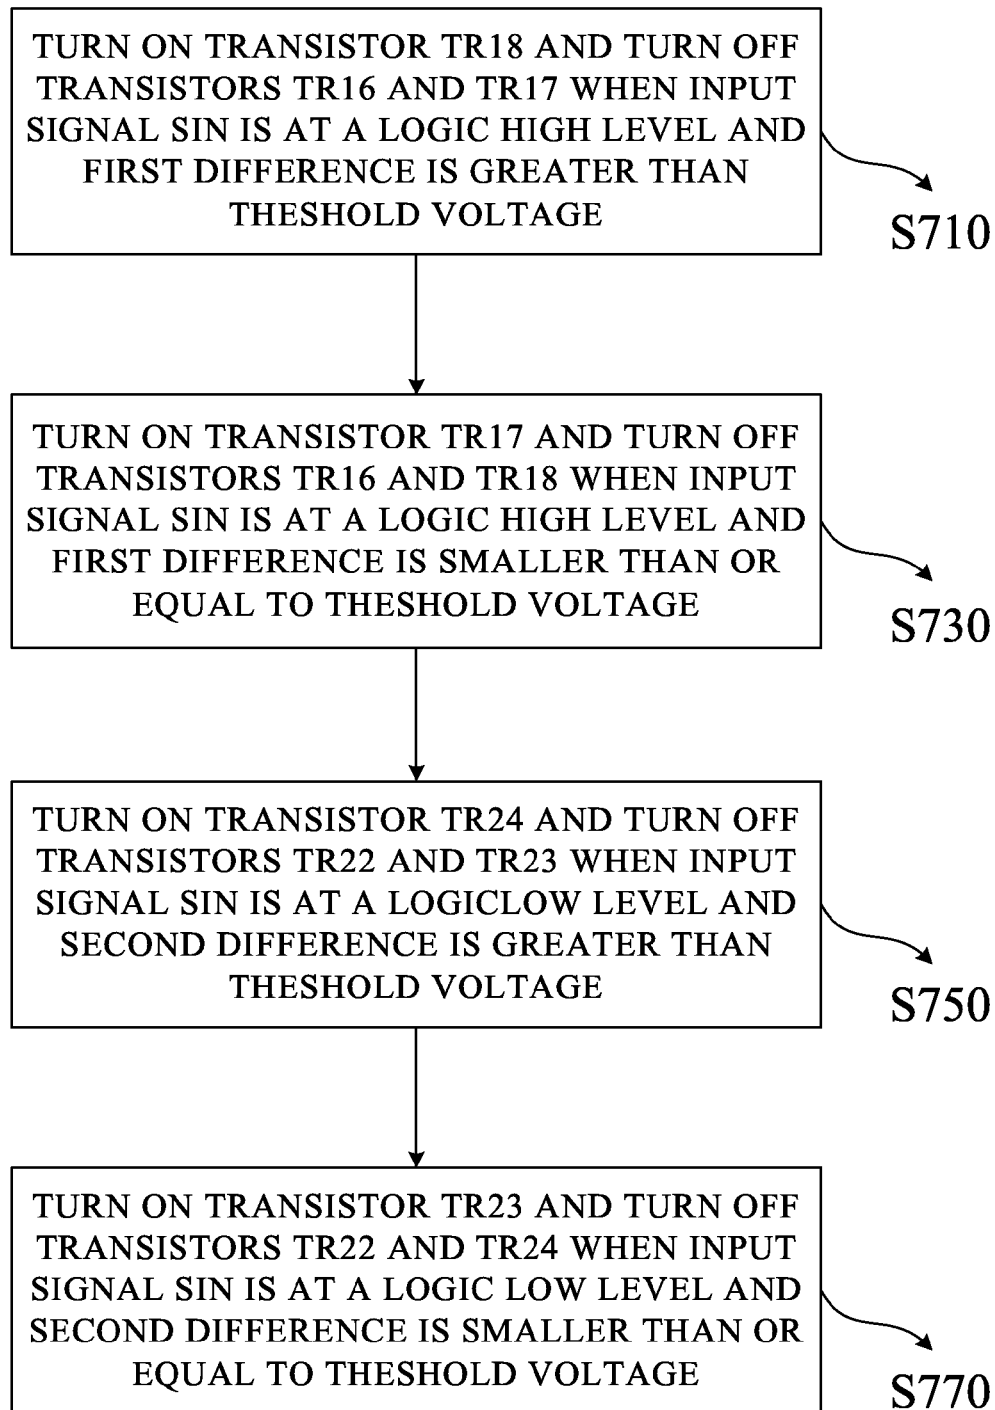 TURN ON TRANSISTOR TR18 AND TURN OFF
TRANSISTORS TR16 AND TR17 WHEN INPUT
SIGNAL SIN IS AT A LOGIC HIGH LEVEL AND
FIRST DIFFERENCE IS GREATER THAN
THESHOLD VOLTAGE
S710
TURN ON TRANSISTOR TR17 AND TURN OFF
TRANSISTORS TR16 AND TR18 WHEN INPUT
SIGNAL SIN IS AT A LOGIC HIGH LEVEL AND
FIRST DIFFERENCE IS SMALLER THAN OR
EQUAL TO THESHOLD VOLTAGE
S730
TURN ON TRANSISTOR TR24 AND TURN OFF
TRANSISTORS TR22 AND TR23 WHEN INPUT
SIGNAL SIN IS AT A LOGICLOW LEVEL AND
SECOND DIFFERENCE IS GREATER THAN
THESHOLD VOLTAGE
S750
TURN ON TRANSISTOR TR23 AND TURN OFF
TRANSISTORS TR22 AND TR24 WHEN INPUT
SIGNAL SIN IS AT A LOGIC LOW LEVEL AND
SECOND DIFFERENCE IS SMALLER THAN OR
EQUAL TO THESHOLD VOLTAGE
S770